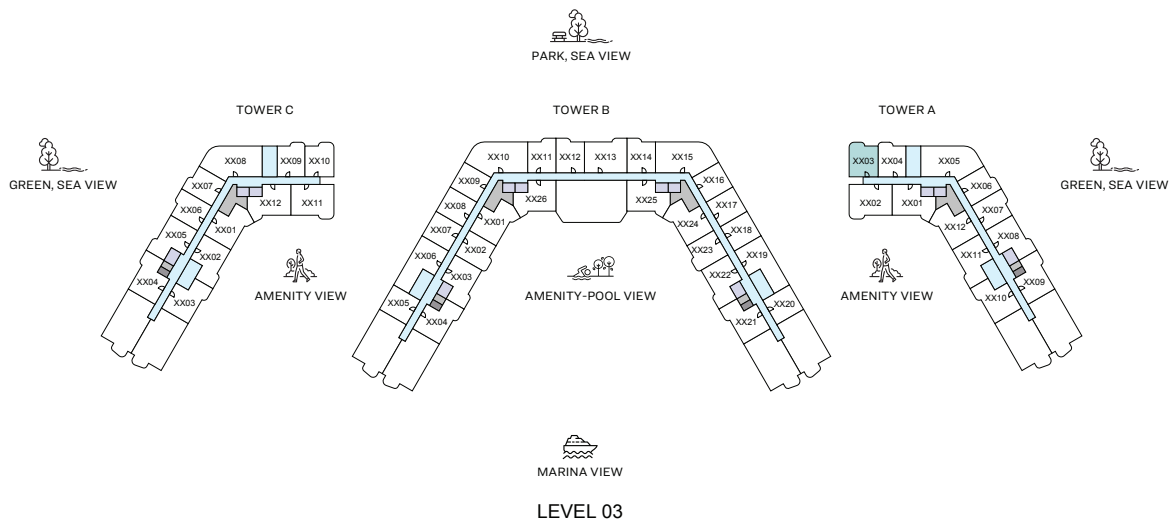 PARK, SEA VIEW
TOWER C
TOWER B
TOWER A
GREEN, SEA VIEW
GREEN, SEA VIEW
XX08
XX09
XX10
XX07
XX06
XX05
XX04
XX01
XX02
XX03
XX12
XX11
AMENITY VIEW
XX10
XX11
XX12
XX13
XX14
XX15
XX09
XX08
XX07
XX06
XX05
XX26
XX01
XX02
XX03
XX04
XX25
XX24
XX23
XX22
XX21
XX16
XX17
XX18
XX19
XX20
AMENITY-POOL VIEW
XX03
XX04
XX05
XX02
XX01
XX06
XX07
XX08
XX09
XX12
XX11
XX10
AMENITY VIEW
MARINA VIEW
LEVEL 03